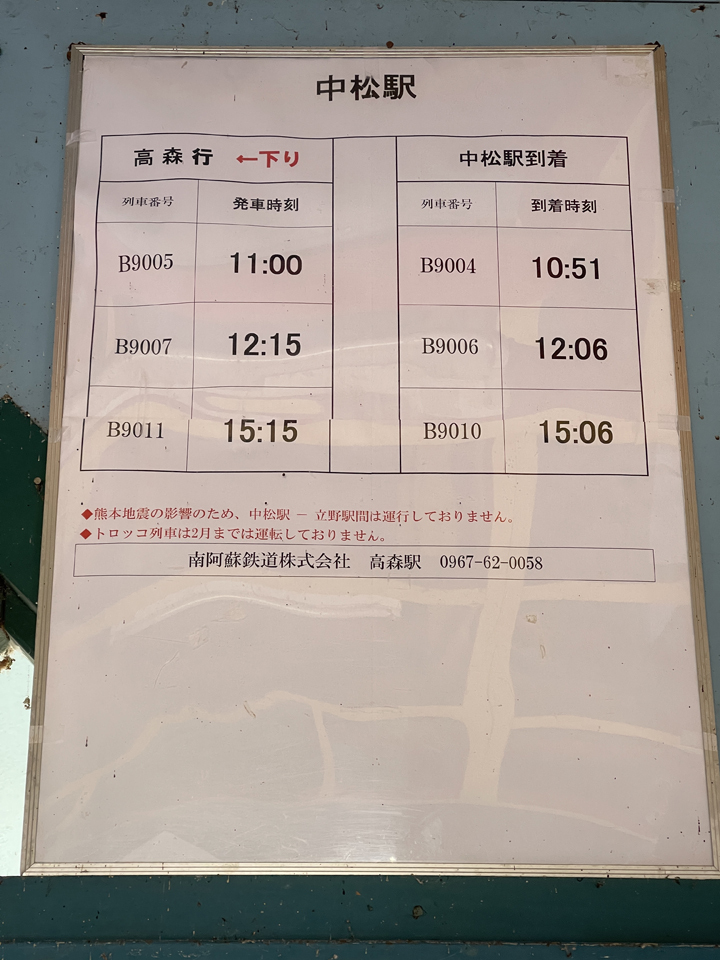 中松駅
高森行 ←下り 中松駅到着
列車番号 発車時刻 列車番号 到着時刻
B9005 11:00 B9004 10:51
B9007 12:15 B9006 12:06
B9011 15:15 B9010 15:06
◆熊本地震の影響のため、中松駅 － 立野駅間は運行しておりません。
◆トロッコ列車は2月までは運転しておりません。
南阿蘇鉄道株式会社 高森駅 0967-62-0058